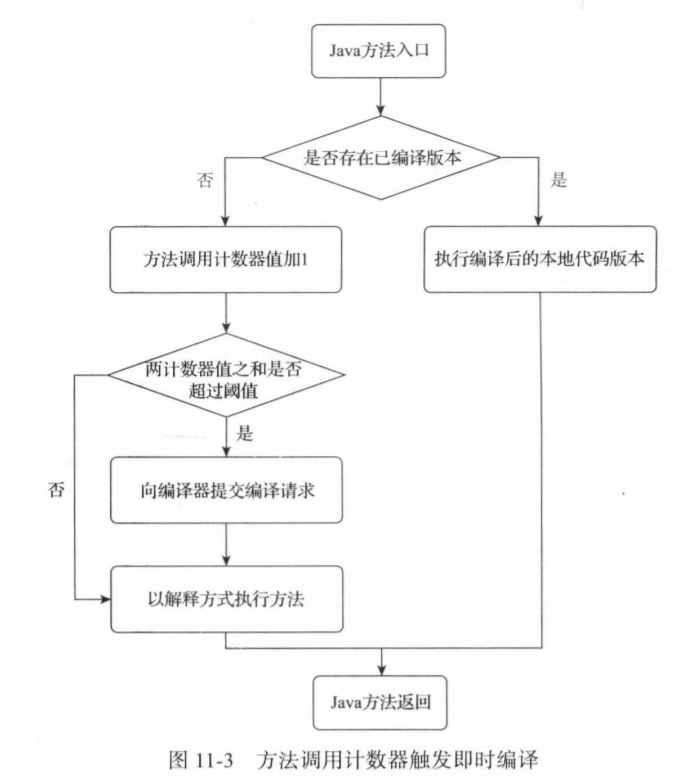 Java方法入口
是否存在已编译版本
否
是
方法调用计数器值加1
执行编译后的本地代码版本
两计数器值之和是否
超过阈值
是
否
向编译器提交编译请求
以解释方式执行方法
Java方法返回
图 11-3 方法调用计数器触发即时编译